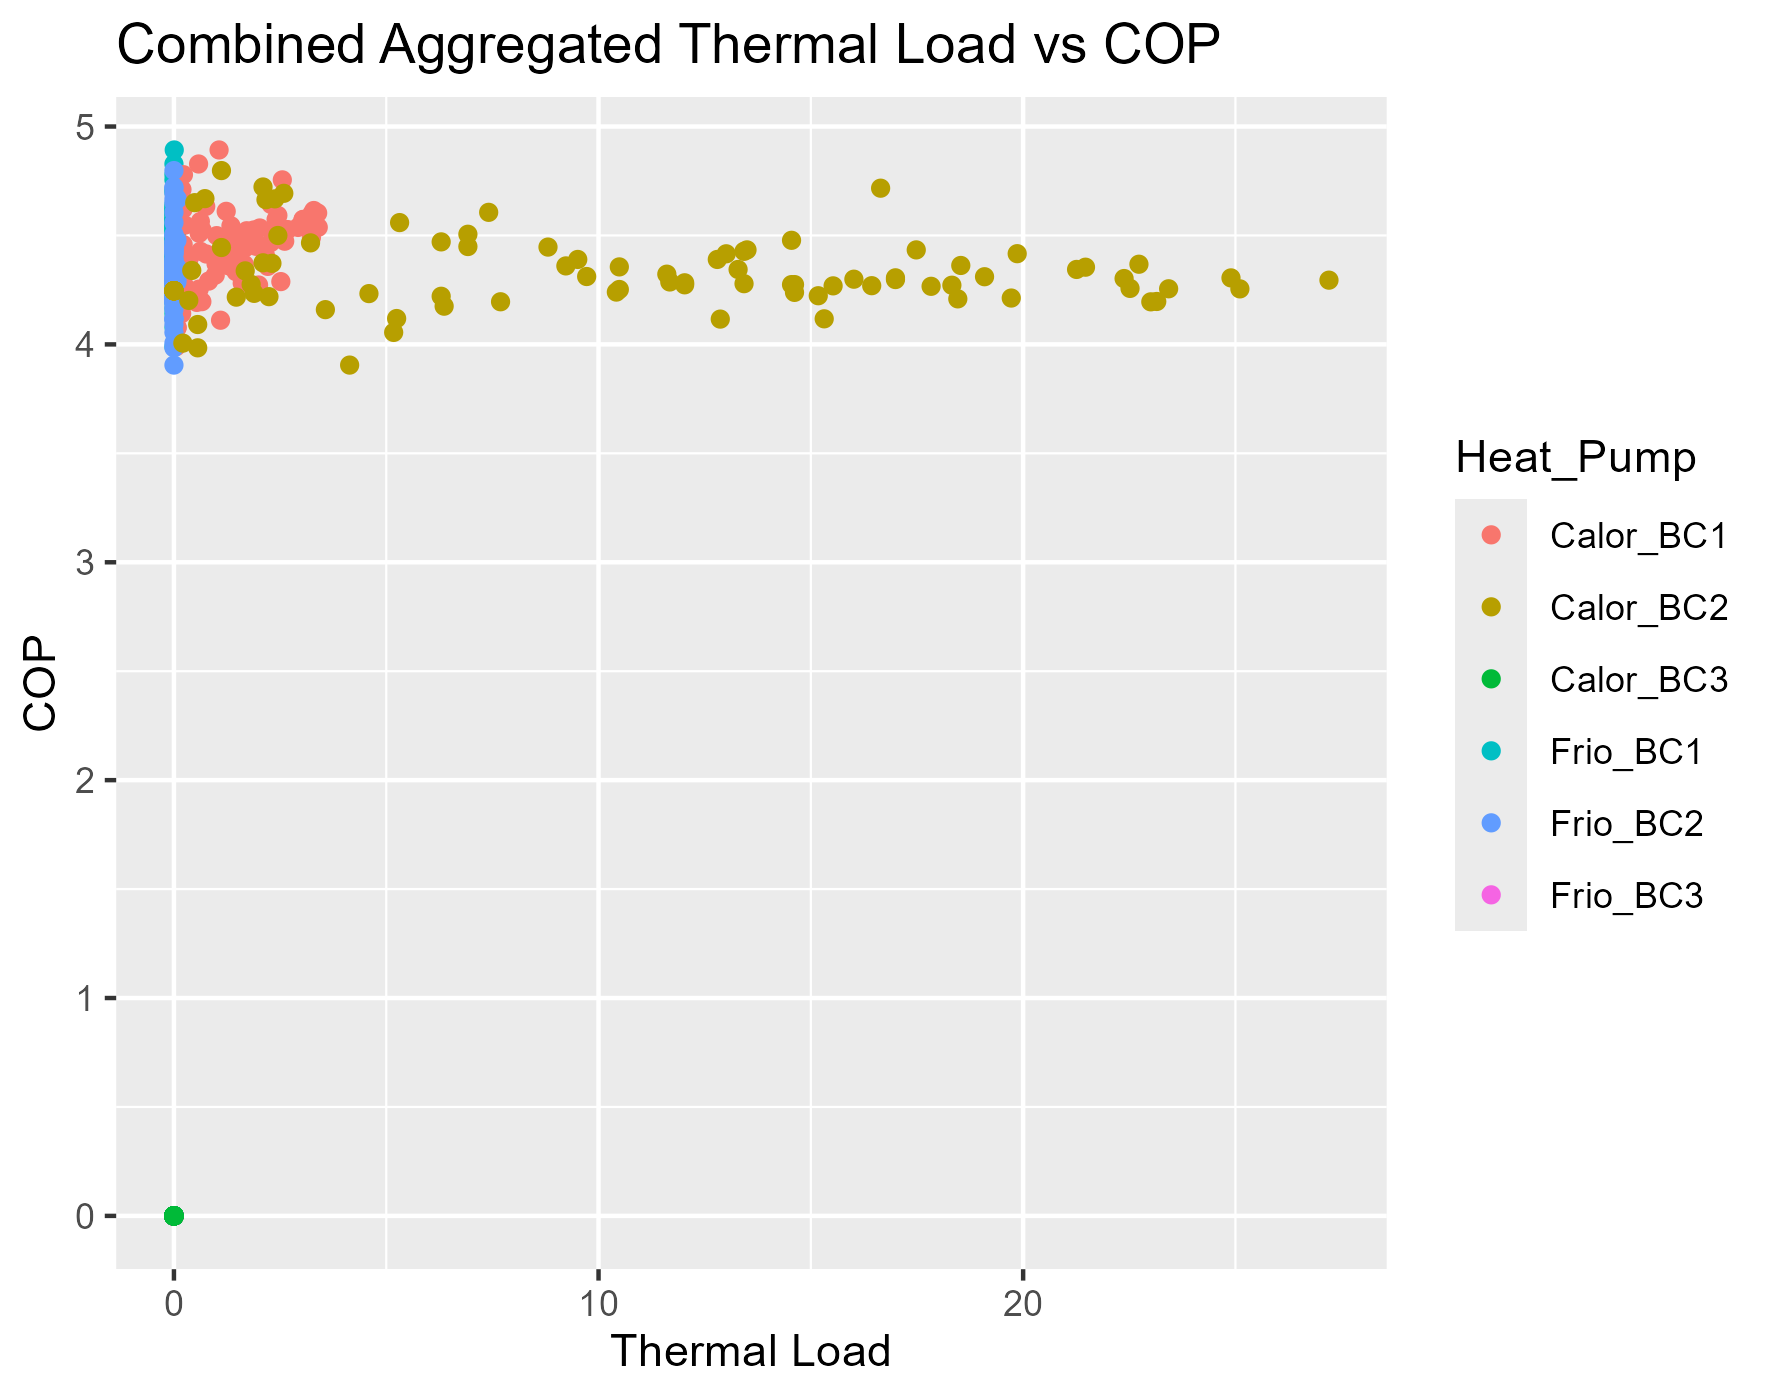 Combined Aggregated Thermal Load vs COP
5
4
3
2
1
0
COP
0 10 20
Thermal Load
Heat_Pump
Calor_BC1
Calor_BC2
Calor_BC3
Frio_BC1
Frio_BC2
Frio_BC3